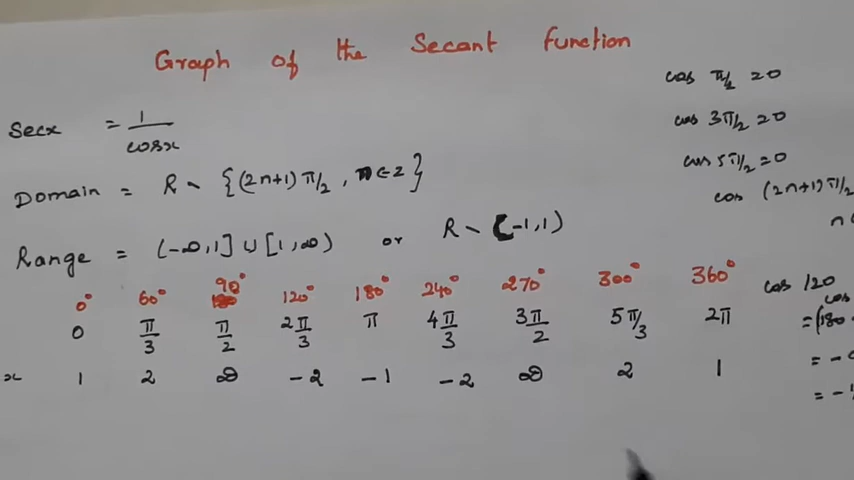 Graph of the Secant function
cos π/2 = 0
Secx = 1/cosx
cos 3π/2 = 0
cos 5π/2 = 0
Domain = R ~ {(2n+1) π/2, n ∈ Z}
cos (2n+1) π/2
Range = (-∞,1] ∪ [1,∞) or R ~ (-1,1)
0° 60° 90° 120° 180° 240° 270° 300° 360°
0 π/3 π/2 2π/3 π 4π/3 3π/2 5π/3 2π
x 1 2 ∞ -2 -1 -2 ∞ 2 1
cos 120
cos
= (180
= -
= -